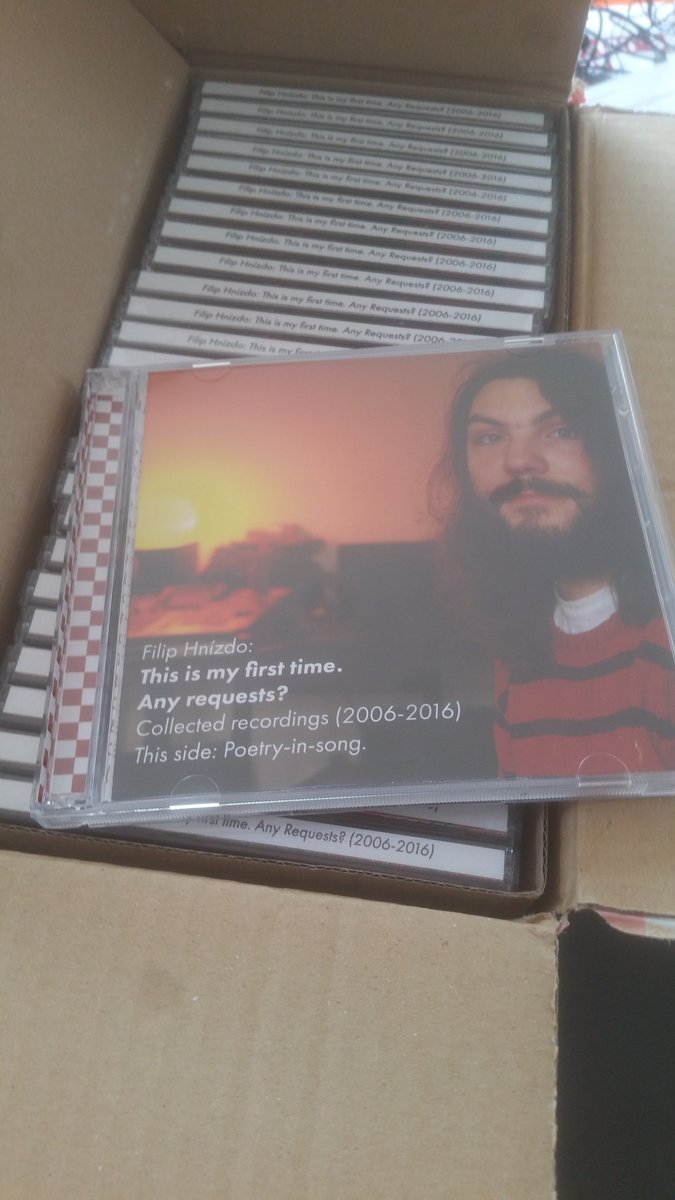 Filip Hnízdo: This is my first time. Any Requests? (2006-2016)
Filip Hnízdo: This is my first time. Any Requests? (2006-2016)
Filip Hnízdo: This is my first time. Any Requests? (2006-2016)
Filip Hnízdo: This is my first time. Any Requests? (2006-2016)
Filip Hnízdo: This is my first time. Any Requests? (2006-2016)
Filip Hnízdo: This is my first time. Any Requests? (2006-2016)
Filip Hnízdo: This is my first time. Any Requests? (2006-2016)
Filip Hnízdo: This is my first time. Any Requests? (2006-2016)
Filip Hnízdo: This is my first time. Any Requests? (2006-2016)
Filip Hnízdo: This is my first time. Any Requests? (2006-2016)
Filip Hnízdo: This is my first time. Any Requests? (2006-2
Filip Hnízdo: This is my
Filip Hnízdo:
This is my first time.
Any requests?
Collected recordings (2006-2016)
This side: Poetry-in-song.
first time. Any Requests? (2006-2016)